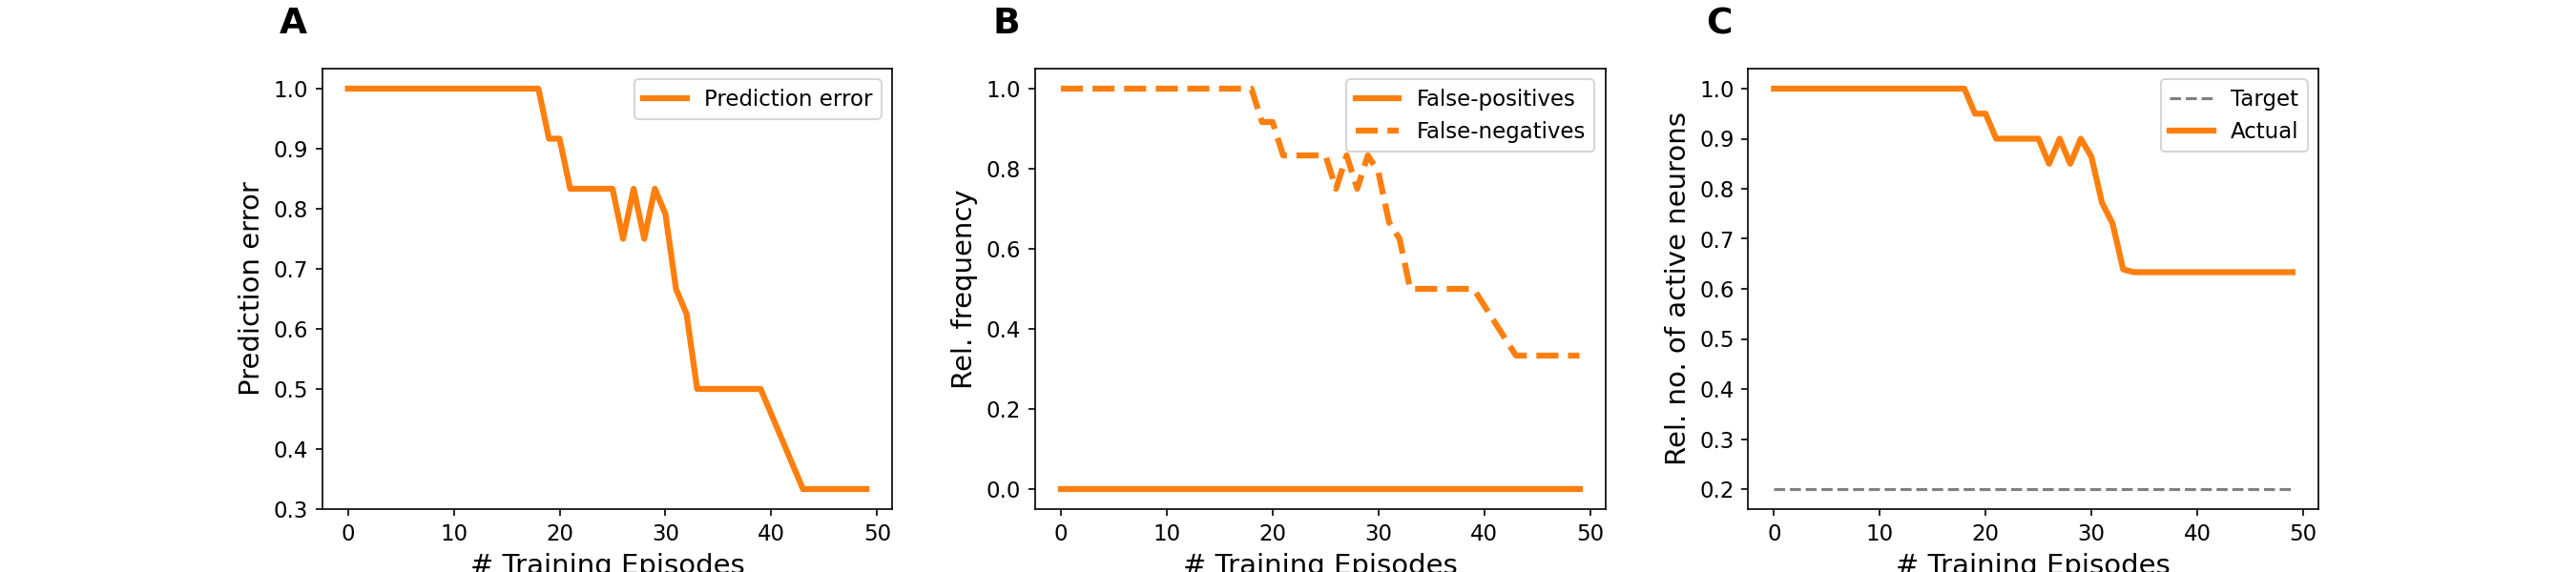 A
B
C
Prediction error
1.0
0.9
0.8
0.7
0.6
0.5
0.4
0.3
Prediction error
0 10 20 30 40 50
# Training Episodes
Rel. frequency
1.0
0.8
0.6
0.4
0.2
0.0
False-positives
False-negatives
0 10 20 30 40 50
# Training Episodes
Rel. no. of active neurons
1.0
0.9
0.8
0.7
0.6
0.5
0.4
0.3
0.2
Target
Actual
0 10 20 30 40 50
# Training Episodes